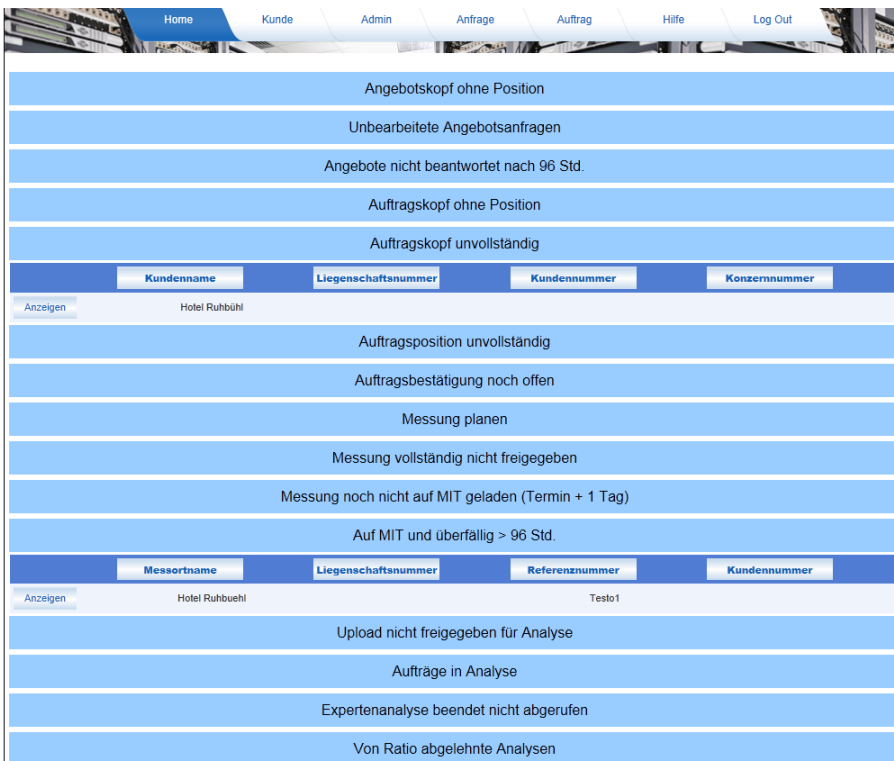 Home Kunde Admin Anfrage Auftrag Hilfe Log Out
Angebotskopf ohne Position
Unbearbeitete Angebotsanfragen
Angebote nicht beantwortet nach 96 Std.
Auftragskopf ohne Position
Auftragskopf unvollständig
Kundenname Liegenschaftsnummer Kundennummer Konzernnummer
Anzeigen Hotel Ruhbühl
Auftragsposition unvollständig
Auftragsbestätigung noch offen
Messung planen
Messung vollständig nicht freigegeben
Messung noch nicht auf MIT geladen (Termin + 1 Tag)
Auf MIT und überfällig > 96 Std.
Messortname Liegenschaftsnummer Referenznummer Kundennummer
Anzeigen Hotel Ruhbuehl Testo1
Upload nicht freigegeben für Analyse
Aufträge in Analyse
Expertenanalyse beendet nicht abgerufen
Von Ratio abgelehnte Analysen